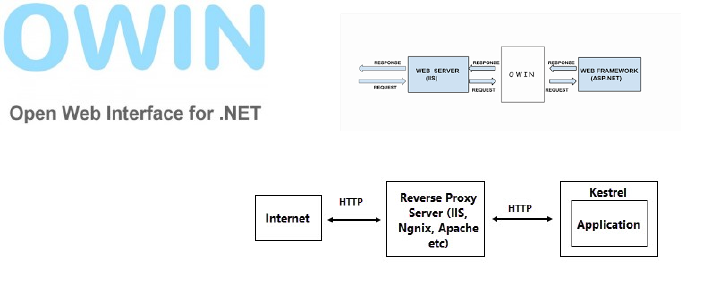 OWIN
Open Web Interface for .NET
RESPONSE
REQUEST
WEB SERVER
(IIS)
RESPONSE
REQUEST
OWIN
RESPONSE
REQUEST
WEB FRAMEWORK
(ASP.NET)
Internet
HTTP
Reverse Proxy
Server (IIS,
Ngnix, Apache
etc)
HTTP
Kestrel
Application